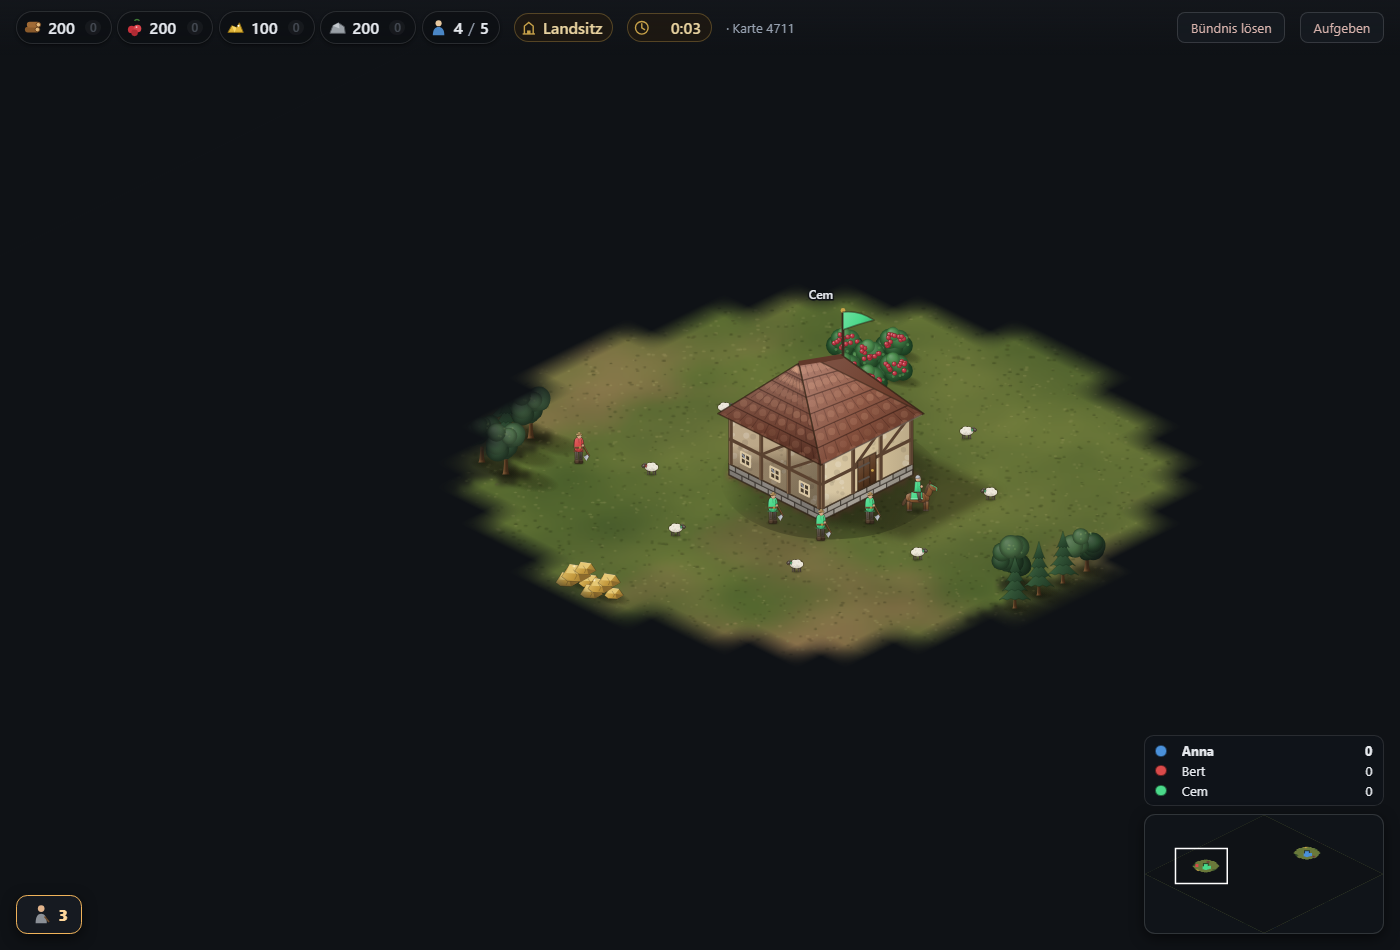 200 0 200 0 100 0 200 0 4 / 5 Landsitz 0:03 · Karte 4711 Bündnis lösen Aufgeben
Cem
Anna 0
Bert 0
Cem 0
3